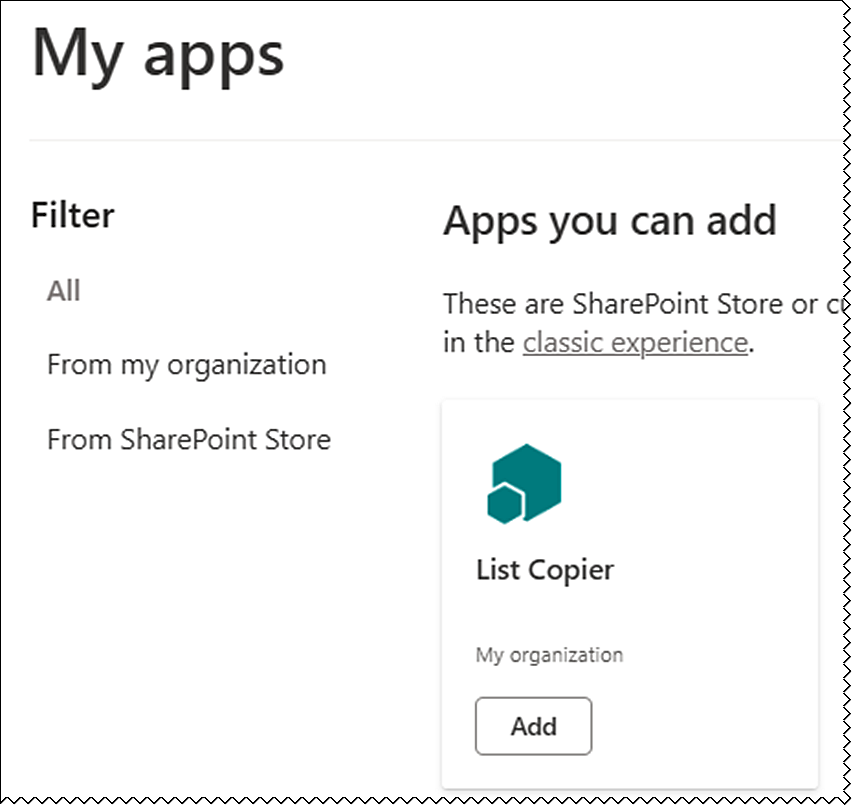 My apps
Filter
All
From my organization
From SharePoint Store
Apps you can add
These are SharePoint Store or
in the classic experience.
List Copier
My organization
Add